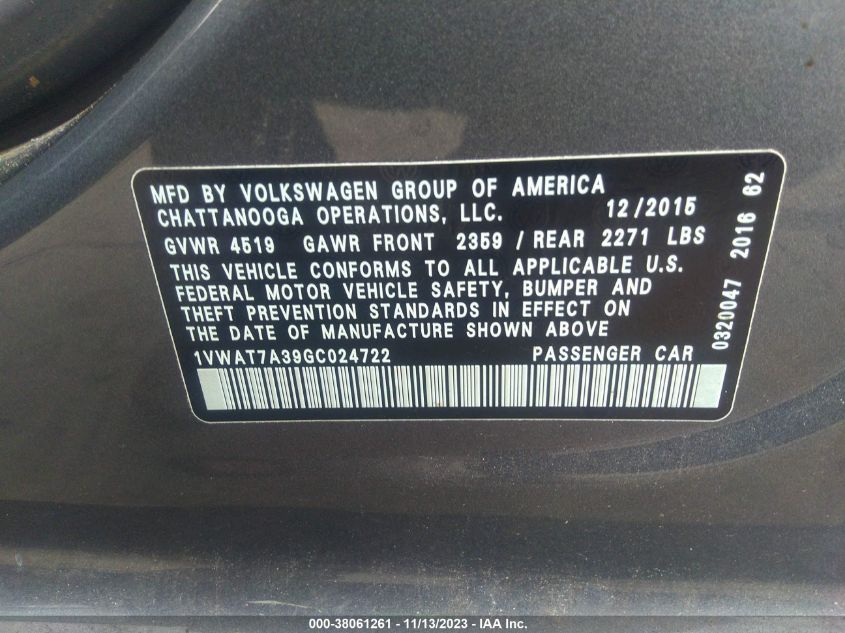 MFD BY VOLKSWAGEN GROUP OF AMERICA
CHATTANOOGA OPERATIONS, LLC. 12/2015
GVWR 4519 GAWR FRONT 2359 / REAR 2271 LBS
THIS VEHICLE CONFORMS TO ALL APPLICABLE U.S.
FEDERAL MOTOR VEHICLE SAFETY, BUMPER AND
THEFT PREVENTION STANDARDS IN EFFECT ON
THE DATE OF MANUFACTURE SHOWN ABOVE
1VWAT7A39GC024722 PASSENGER CAR
0320047 2016 62
000-38061261 - 11/13/2023 - IAA Inc.